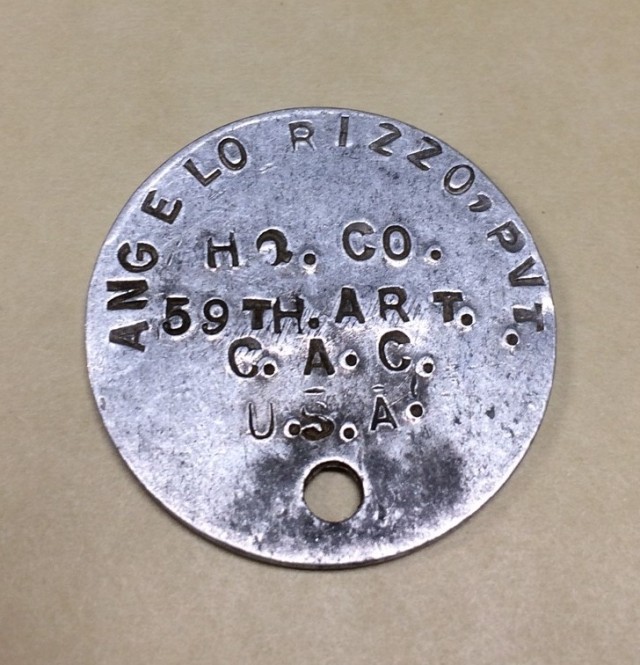 ANGELO RIZZO, PVT.
HQ. CO.
59TH. ART.
C. A. C.
U.S.A.